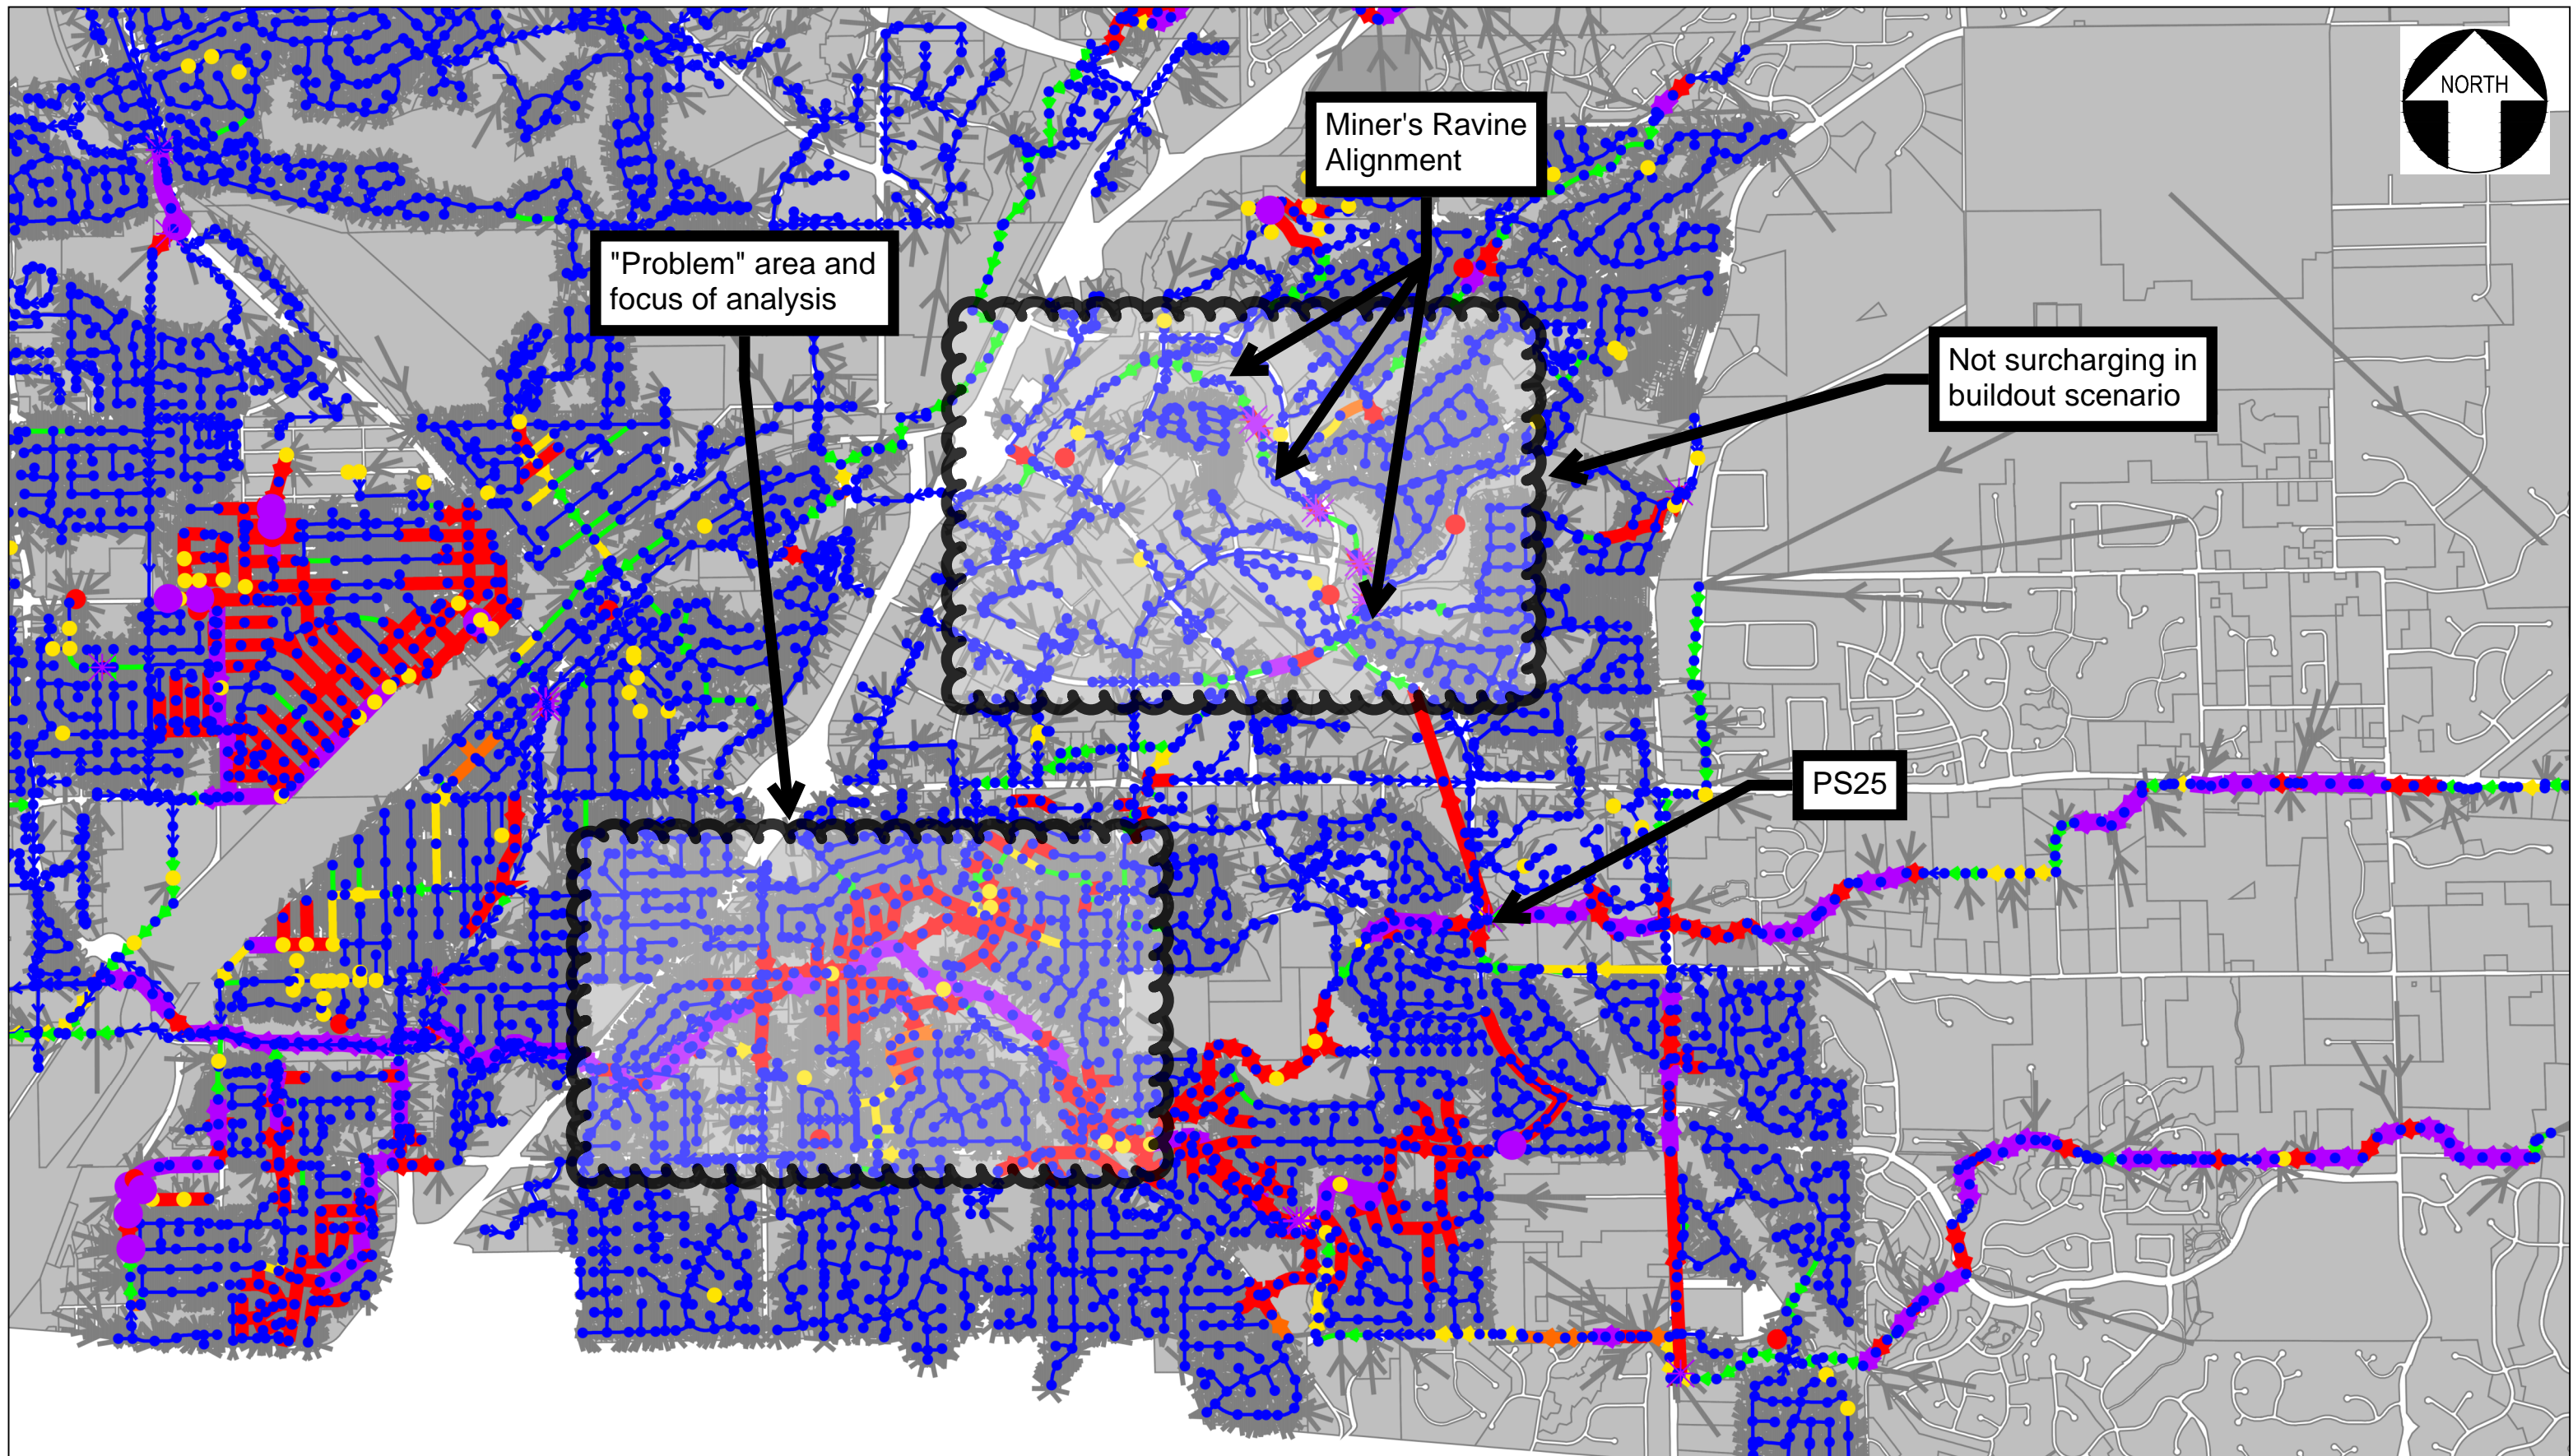 NORTH
Miner's Ravine
Alignment
"Problem" area and
focus of analysis
Not surcharging in
buildout scenario
PS25